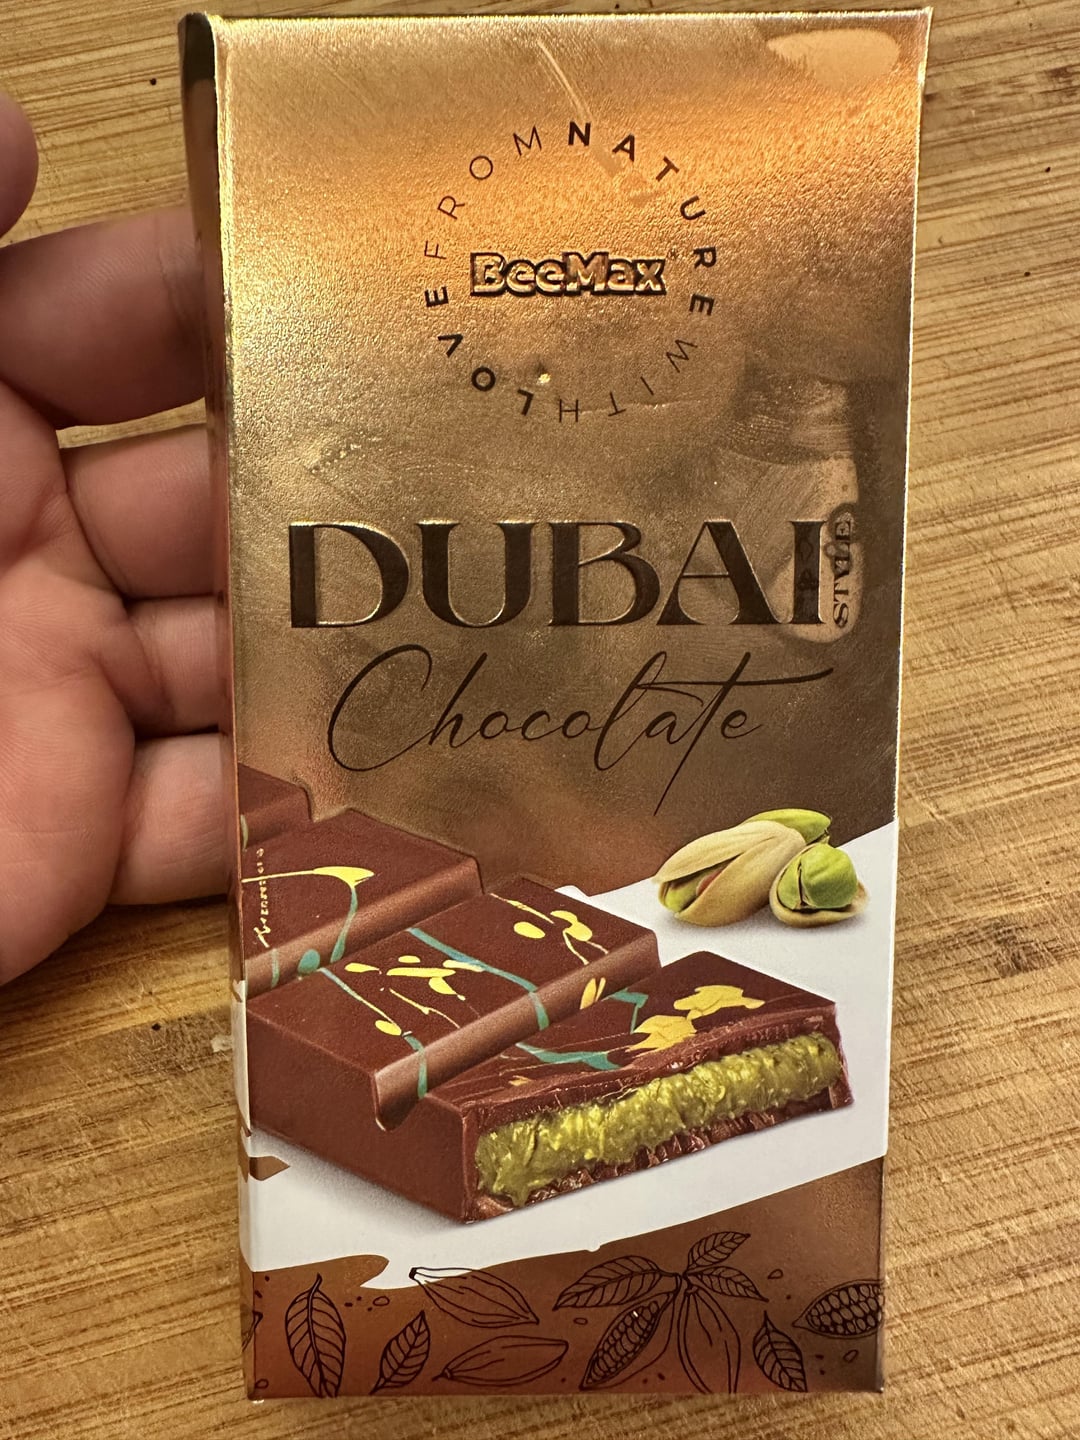 FROM NATURE WITH LOVE
BeeMax
DUBAI
STYLE
Chocolate